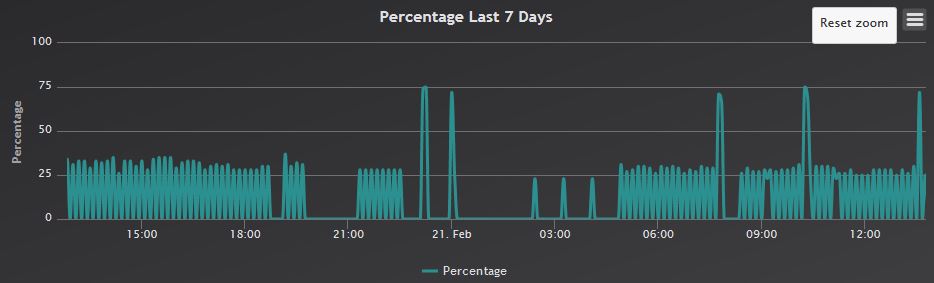 Percentage Last 7 Days
Reset zoom
Percentage
100
75
50
25
0
15:00 18:00 21:00 21. Feb 03:00 06:00 09:00 12:00
Percentage